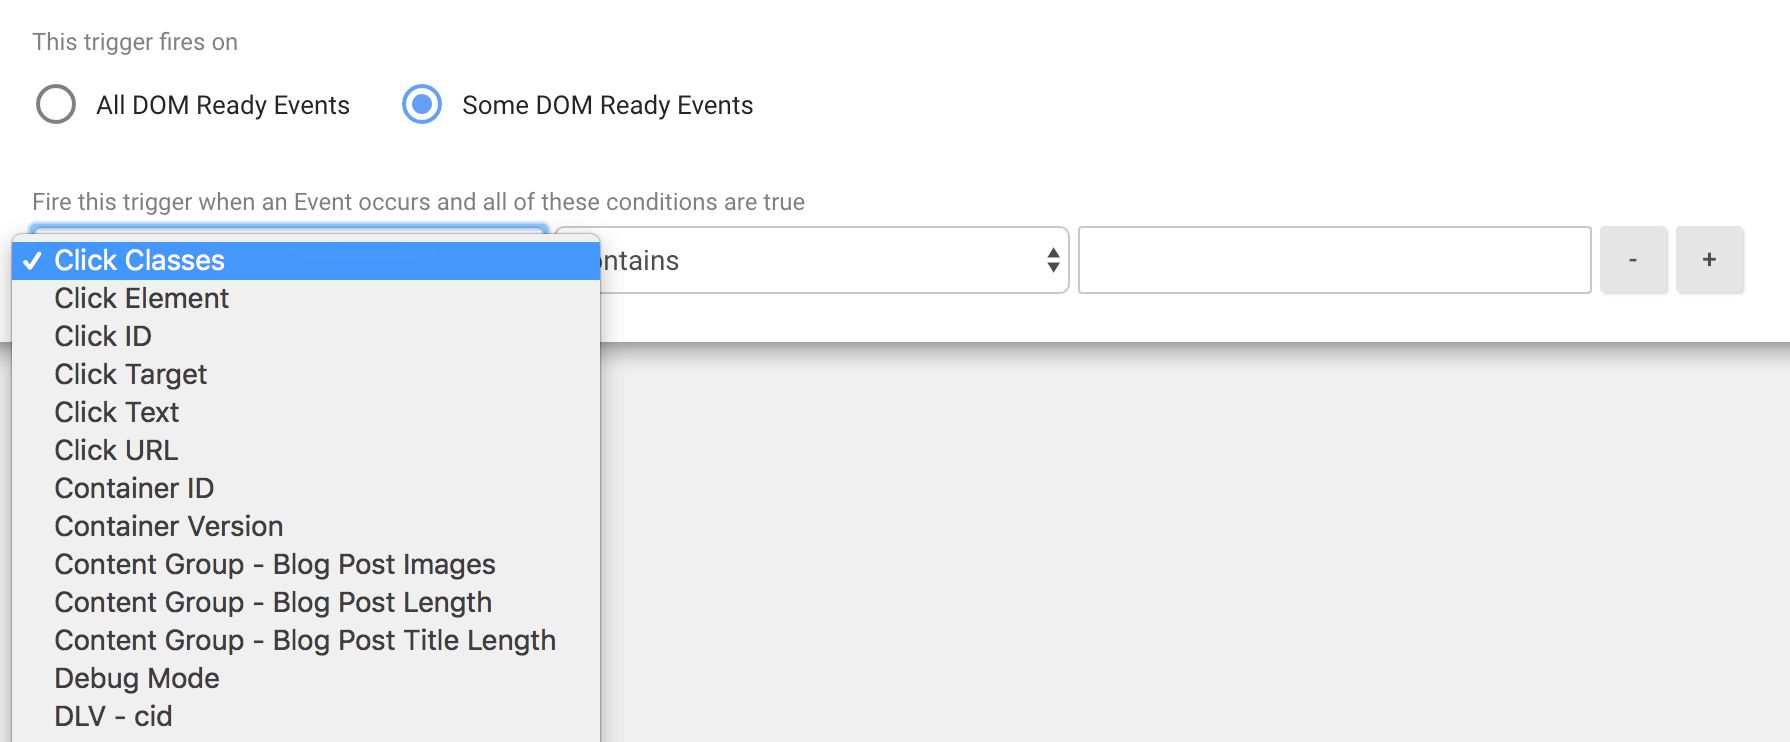 This trigger fires on
All DOM Ready Events Some DOM Ready Events
Fire this trigger when an Event occurs and all of these conditions are true
✓ Click Classes ntains - +
Click Element
Click ID
Click Target
Click Text
Click URL
Container ID
Container Version
Content Group - Blog Post Images
Content Group - Blog Post Length
Content Group - Blog Post Title Length
Debug Mode
DLV - cid